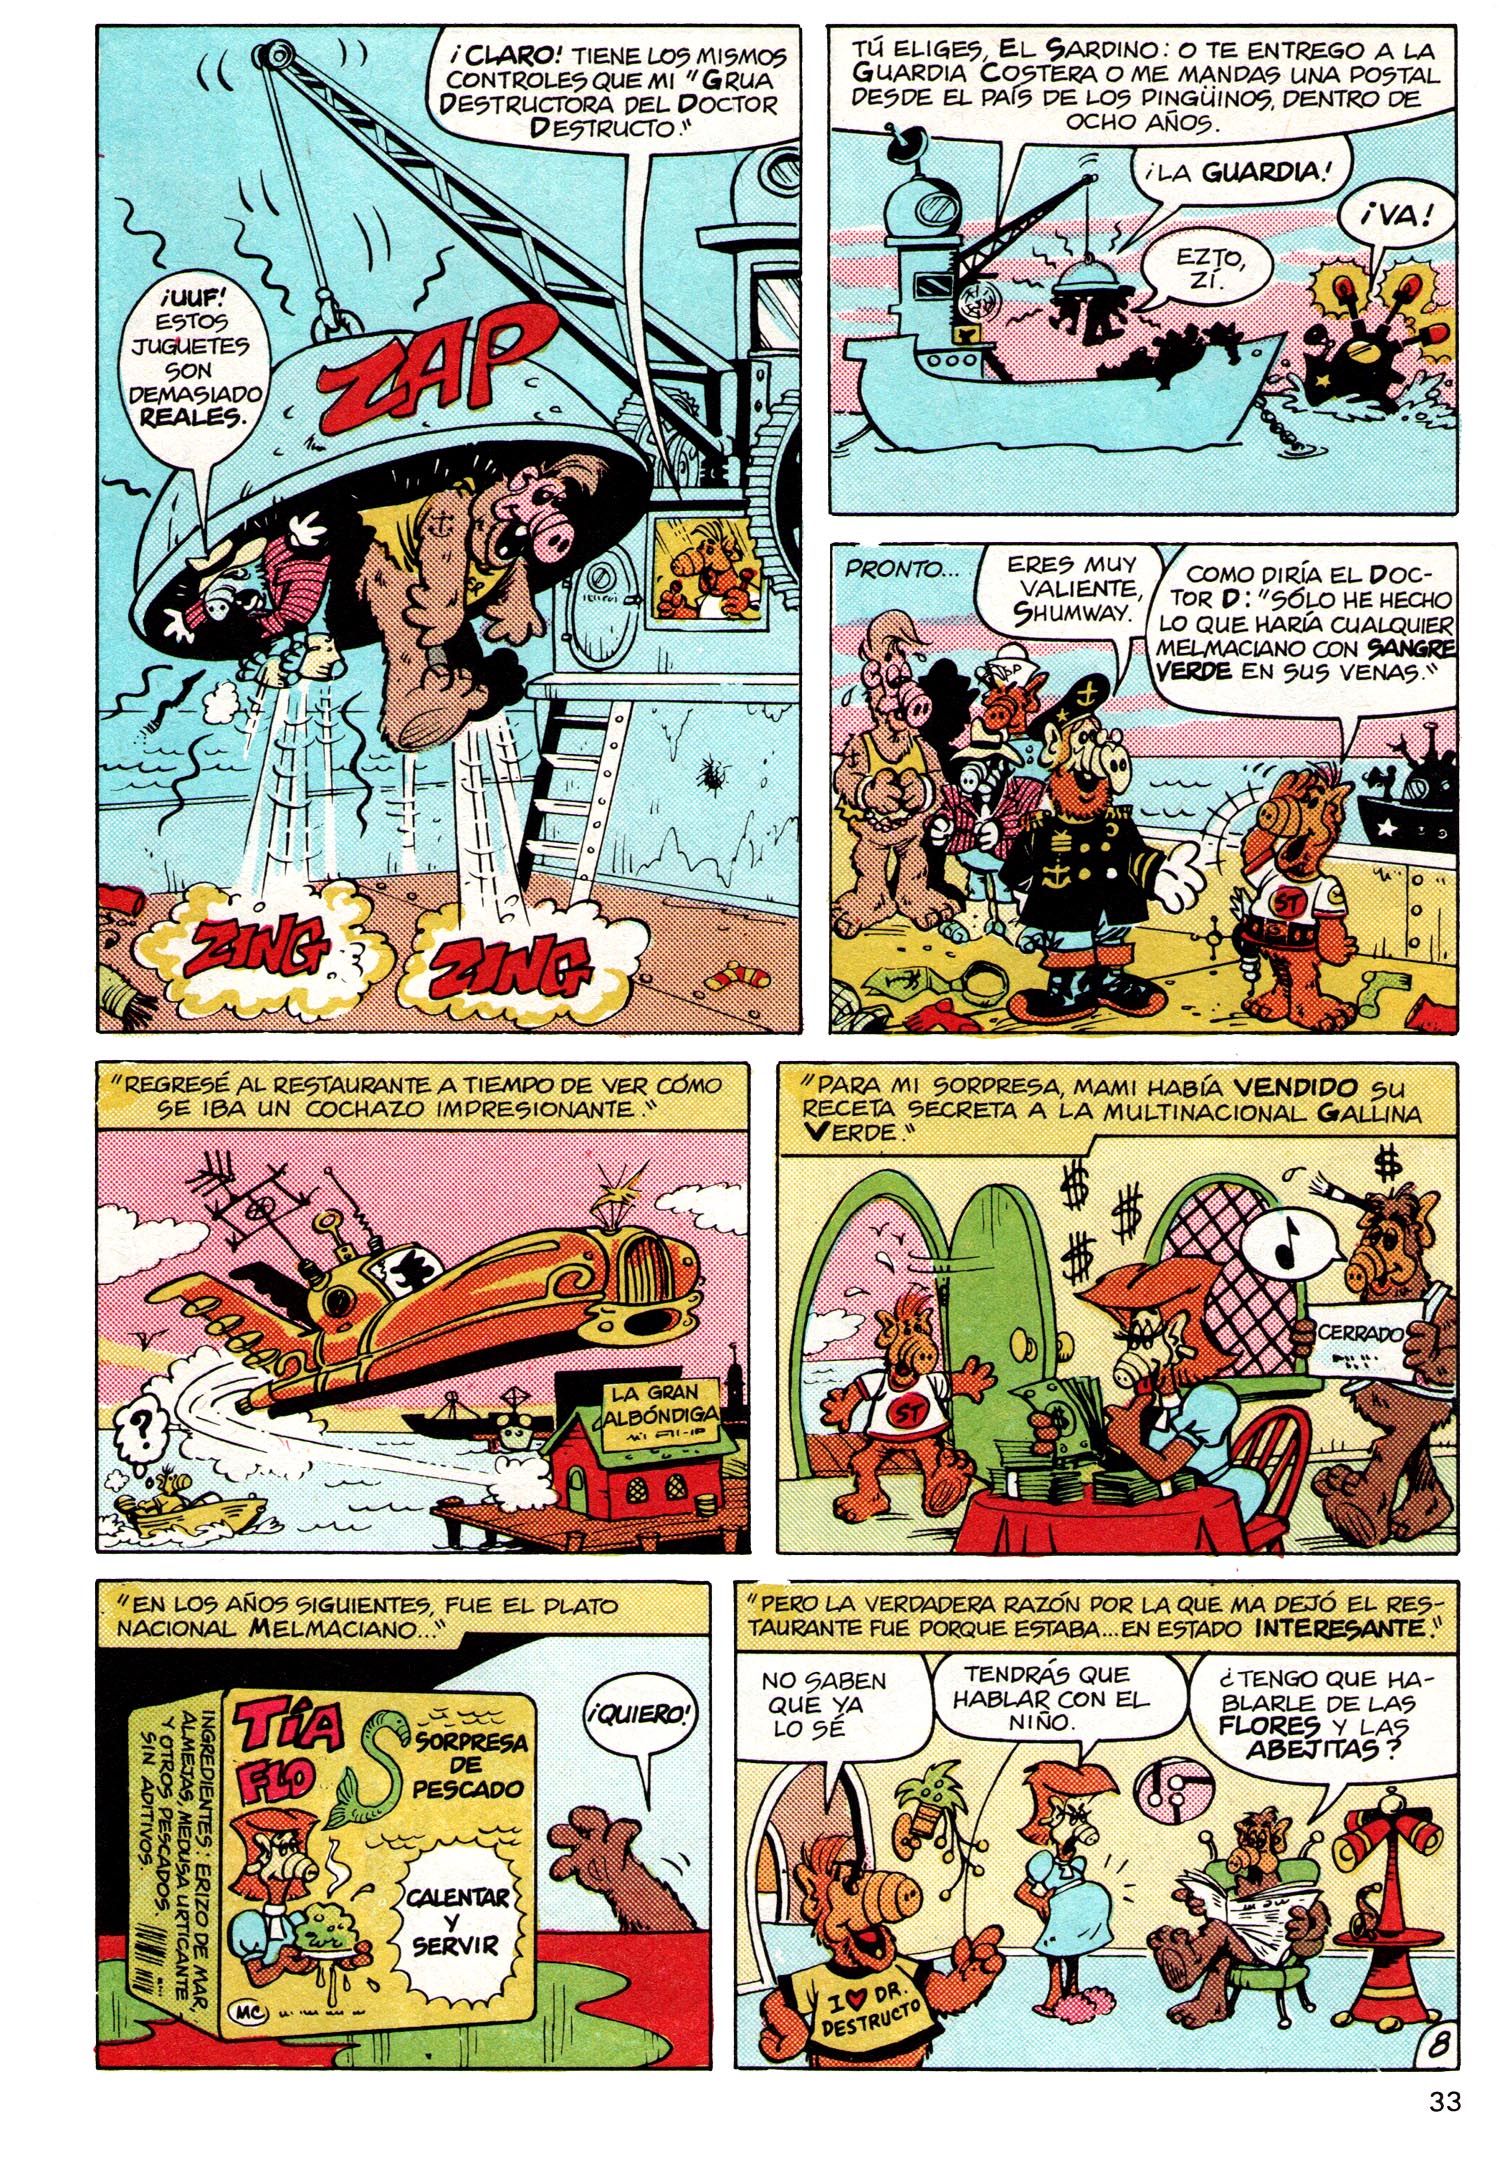 ¡CLARO! TIENE LOS MISMOS
CONTROLES QUE MI "GRUA
DESTRUCTORA DEL DOCTOR
DESTRUCTO."
¡UUF!
ESTOS
JUGUETES
SON
DEMASIADO
REALES.
ZAP
ZING
ZING
TÚ ELIGES, EL SARDINO: O TE ENTREGO A LA
GUARDIA COSTERA O ME MANDAS UNA POSTAL
DESDE EL PAÍS DE LOS PINGÜINOS, DENTRO DE
OCHO AÑOS.
¡LA GUARDIA!
EZTO,
ZÍ.
¡VA!
PRONTO...
ERES MUY
VALIENTE,
SHUMWAY.
COMO DIRÍA EL DOC-
TOR D: "SÓLO HE HECHO
LO QUE HARÍA CUALQUIER
MELMACIANO CON SANGRE
VERDE EN SUS VENAS."
ST
"REGRESÉ AL RESTAURANTE A TIEMPO DE VER CÓMO
SE IBA UN COCHAZO IMPRESIONANTE."
?
LA GRAN
ALBÓNDIGA
"PARA MI SORPRESA, MAMI HABÍA VENDIDO SU
RECETA SECRETA A LA MULTINACIONAL GALLINA
VERDE."
$
$
$
$
ST
CERRADO
"EN LOS AÑOS SIGUIENTES, FUE EL PLATO
NACIONAL MELMACIANO..."
TÍA
FLO
SORPRESA
DE
PESCADO
INGREDIENTES: ERIZO DE MAR,
ALMEJAS, MEDUSA URTICANTE
Y OTROS PESCADOS.
SIN ADITIVOS.
CALENTAR
Y
SERVIR
MC
¡QUIERO!
"PERO LA VERDADERA RAZÓN POR LA QUE MA DEJÓ EL RES-
TAURANTE FUE PORQUE ESTABA...EN ESTADO INTERESANTE."
NO SABEN
QUE YA
LO SÉ
TENDRÁS QUE
HABLAR CON EL
NIÑO.
¿TENGO QUE HA-
BLARLE DE LAS
FLORES Y LAS
ABEJITAS?
I ♥ DR.
DESTRUCTO
8
33